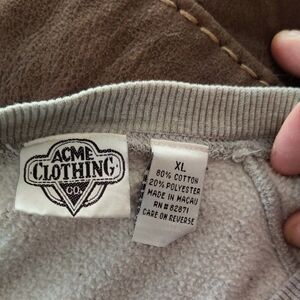 ACME
CLOTHING
CO.
XL
80% COTTON
20% POLYESTER
MADE IN MACAU
RN# 82871
CARE ON REVERSE